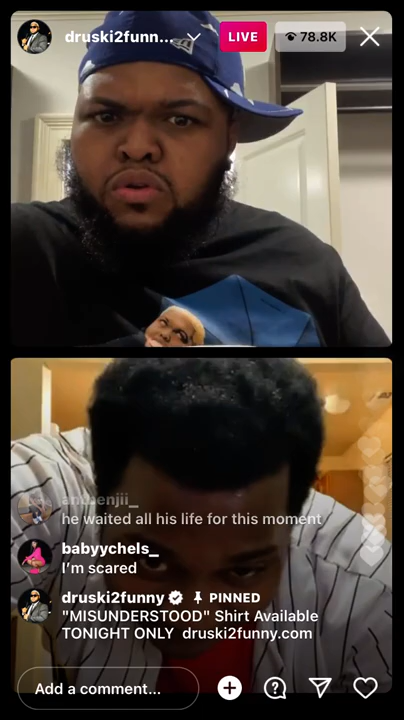 druski2funn...
LIVE
78.8K
anthenjii_
he waited all his life for this moment
babyychels_
I'm scared
druski2funny PINNED
"MISUNDERSTOOD" Shirt Available
TONIGHT ONLY druski2funny.com
Add a comment...